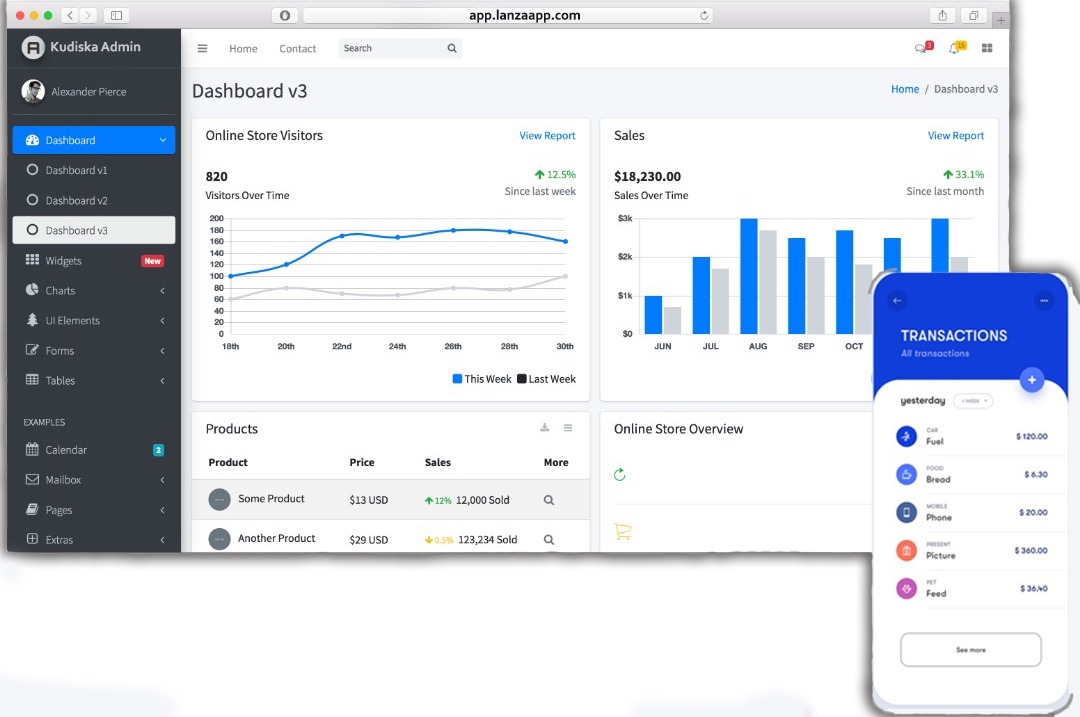 app.lanzaapp.com
Kudiska Admin
Home Contact Search
3
15
Alexander Pierce
Dashboard
Dashboard v1
Dashboard v2
Dashboard v3
Widgets New
Charts
UI Elements
Forms
Tables
EXAMPLES
Calendar 2
Mailbox
Pages
Extras
Dashboard v3
Home / Dashboard v3
Online Store Visitors View Report
820 12.5%
Visitors Over Time Since last week
200
180
160
140
120
100
80
60
40
20
0
18th 20th 22nd 24th 26th 28th 30th
This Week Last Week
Sales View Report
$18,230.00 33.1%
Sales Over Time Since last month
$3k
$2k
$1k
$0
JUN JUL AUG SEP OCT
Products
Product Price Sales More
Some Product $13 USD 12% 12,000 Sold
Another Product $29 USD 0.5% 123,234 Sold
Online Store Overview
TRANSACTIONS
All transactions
yesterday 1 WEEK
CAR
Fuel $ 120.00
FOOD
Bread $ 6.30
MOBILE
Phone $ 20.00
PRESENT
Picture $ 360.00
PET
Feed $ 36.40
See more